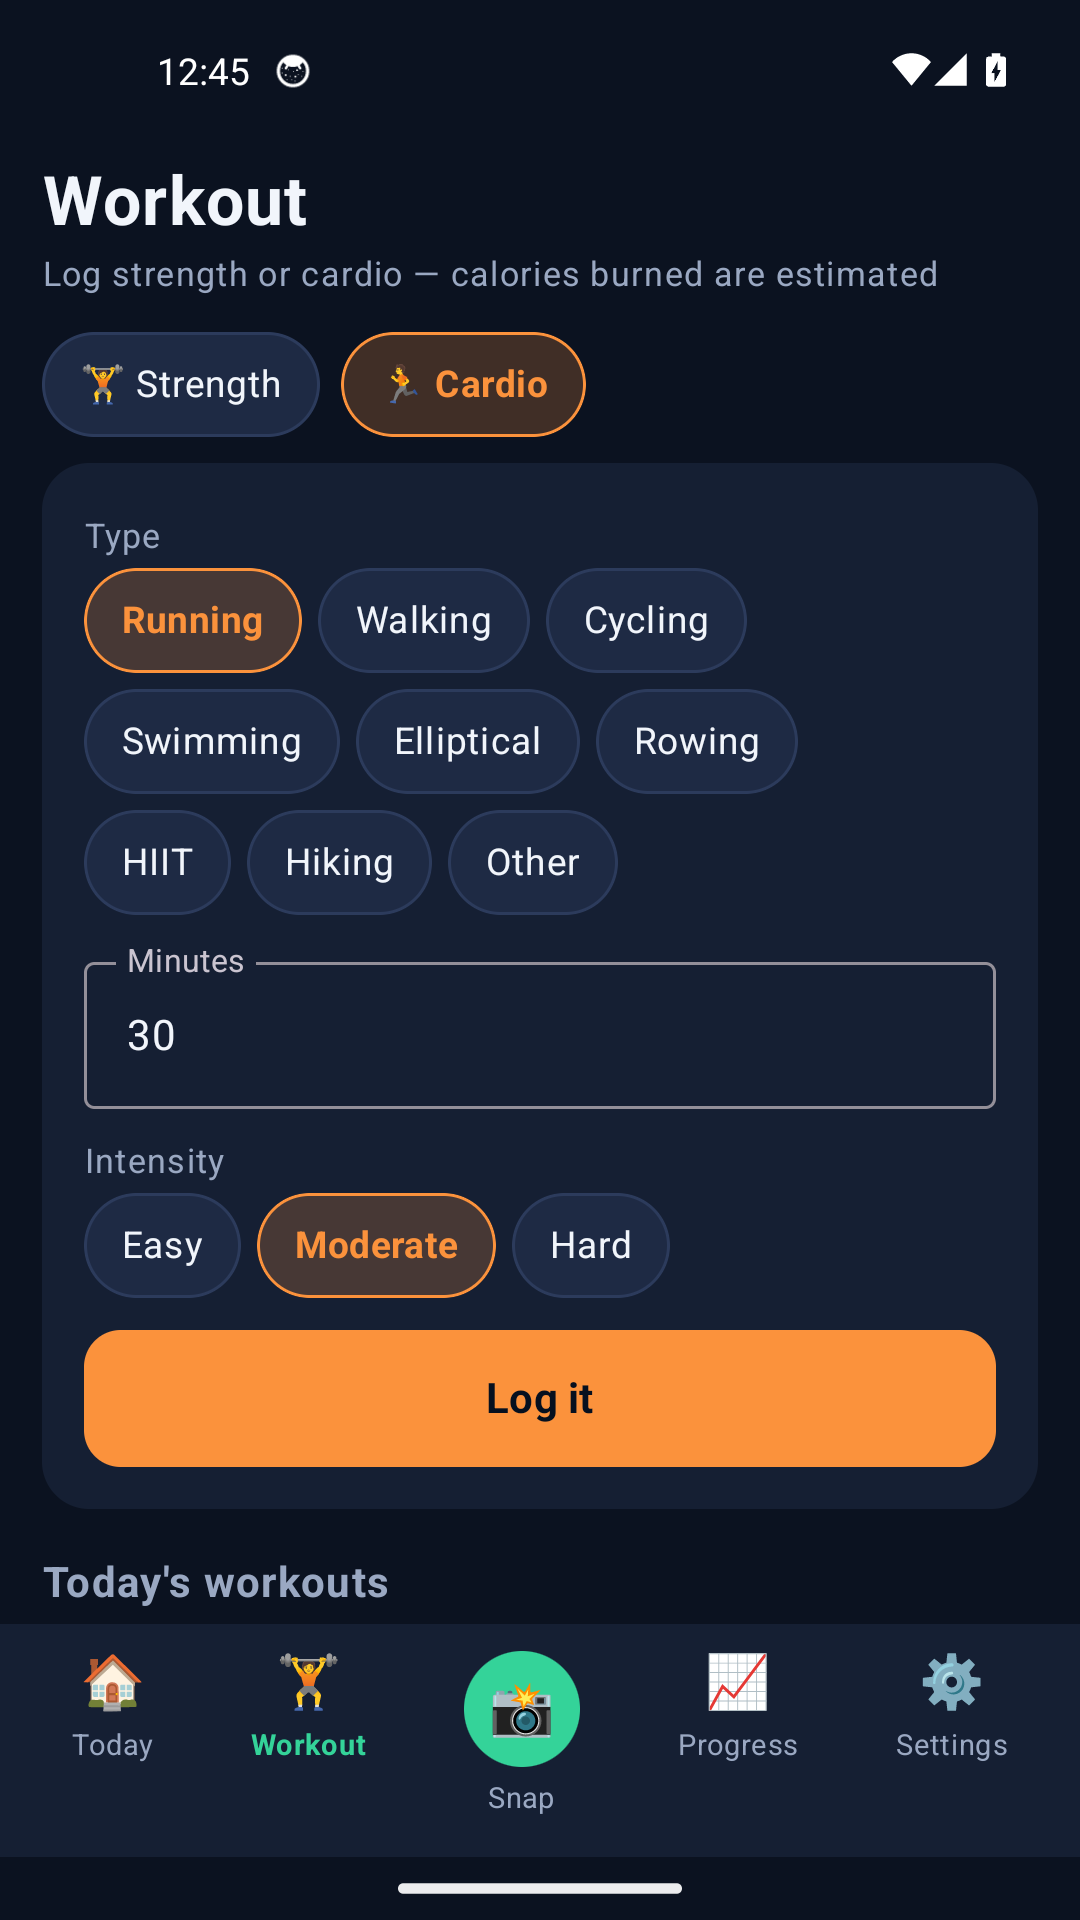 12:45
Workout
Log strength or cardio — calories burned are estimated
Strength Cardio
Type
Running Walking Cycling
Swimming Elliptical Rowing
HIIT Hiking Other
Minutes
30
Intensity
Easy Moderate Hard
Log it
Today's workouts
Today Workout Snap Progress Settings